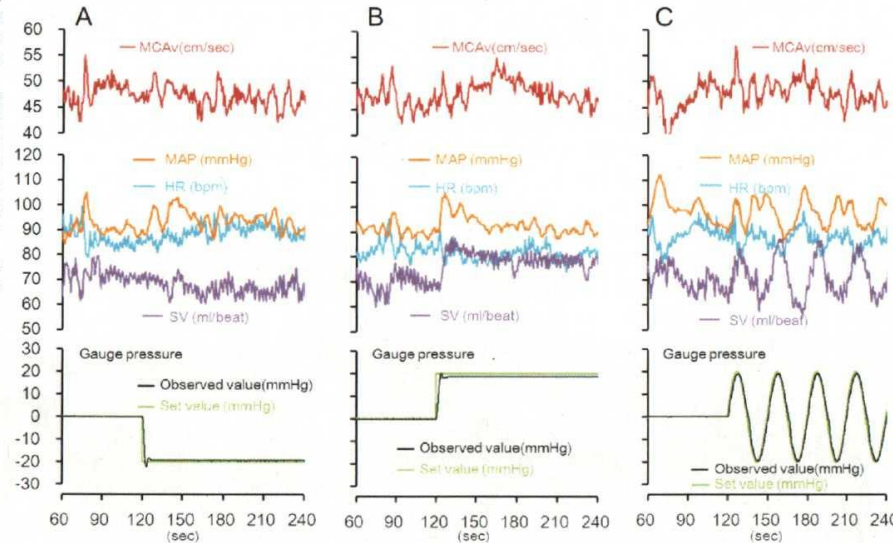 A
B
C
60
55
50
45
40
MCAv(cm/sec)
MCAv(cm/sec)
MCAv(cm/sec)
120
110
100
90
80
70
60
50
MAP (mmHg)
HR (bpm)
SV (ml/beat)
MAP (mmHg)
HR (bpm)
SV (ml/beat)
MAP (mmHg)
HR (bpm)
SV (ml/beat)
30
20
10
0
-10
-20
-30
Gauge pressure
Observed value(mmHg)
Set value (mmHg)
Gauge pressure
Observed value(mmHg)
Set value (mmHg)
Gauge pressure
Observed value(mmHg)
Set value (mmHg)
60 90 120 150 180 210 240
(sec)
60 90 120 150 180 210 240
(sec)
60 90 120 150 180 210 240
(sec)